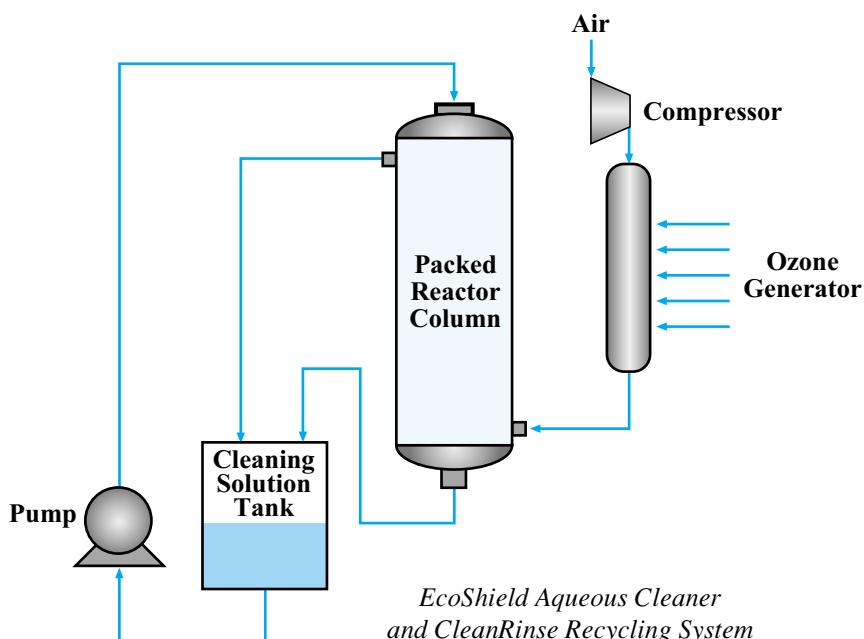 Air
Compressor
Packed
Reactor
Column
Ozone
Generator
Cleaning
Solution
Tank
Pump
EcoShield Aqueous Cleaner
and CleanRinse Recycling System